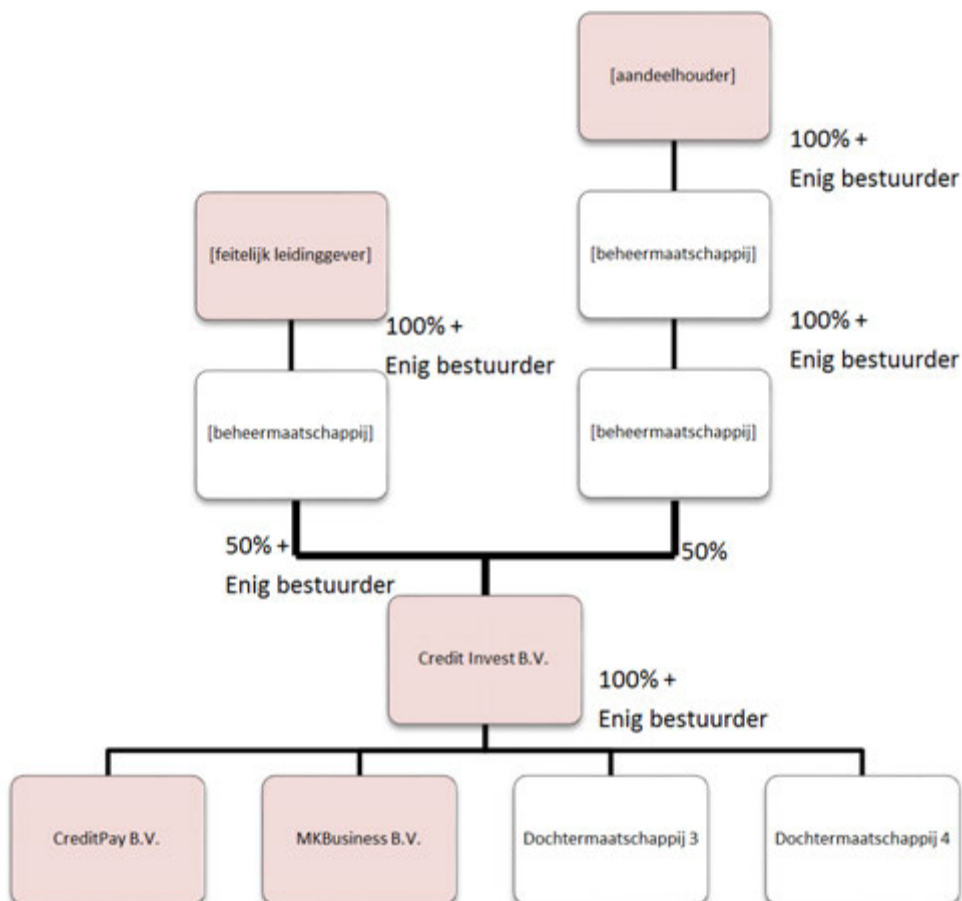 [aandeelhouder]
100% +
Enig bestuurder
[feitelijk leidinggever]
[beheermaatschappij]
100% +
Enig bestuurder
100% +
Enig bestuurder
[beheermaatschappij]
[beheermaatschappij]
50% +
Enig bestuurder
50%
Credit Invest B.V.
100% +
Enig bestuurder
CreditPay B.V.
MKBusiness B.V.
Dochtermaatschappij 3
Dochtermaatschappij 4